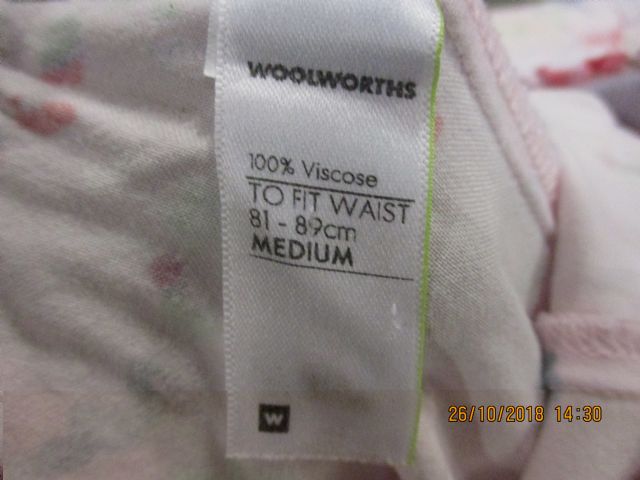 WOOLWORTHS
100% Viscose
TO FIT WAIST
81 - 89cm
MEDIUM
W
26/10/2018 14:30